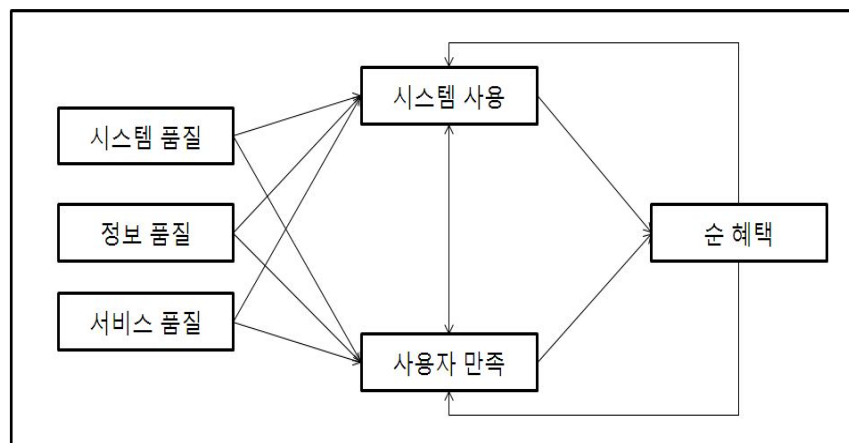 시스템 사용
시스템 품질
정보 품질
순 혜택
서비스 품질
사용자 만족